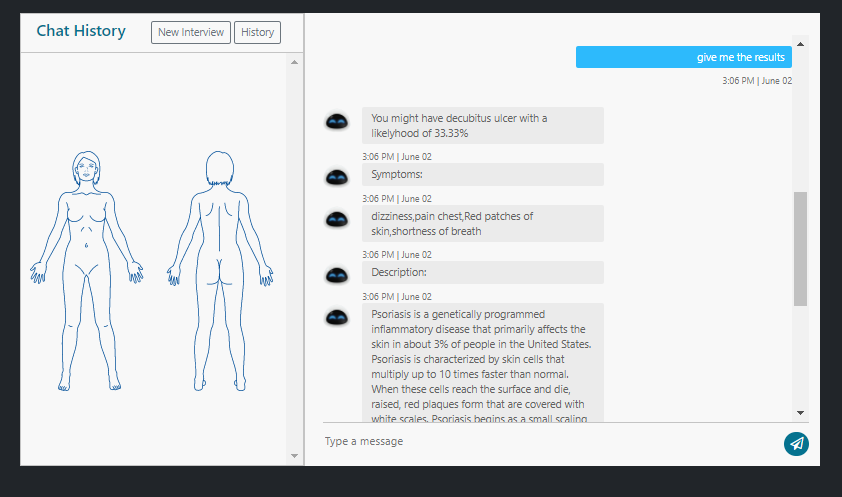 Chat History
New Interview
History
give me the results
3:06 PM | June 02
You might have decubitus ulcer with a
likelyhood of 33.33%
3:06 PM | June 02
Symptoms:
3:06 PM | June 02
dizziness,pain chest,Red patches of
skin,shortness of breath
3:06 PM | June 02
Description:
3:06 PM | June 02
Psoriasis is a genetically programmed
inflammatory disease that primarily affects the
skin in about 3% of people in the United States.
Psoriasis is characterized by skin cells that
multiply up to 10 times faster than normal.
When these cells reach the surface and die,
raised, red plaques form that are covered with
white scales. Psoriasis begins as a small scaling
Type a message